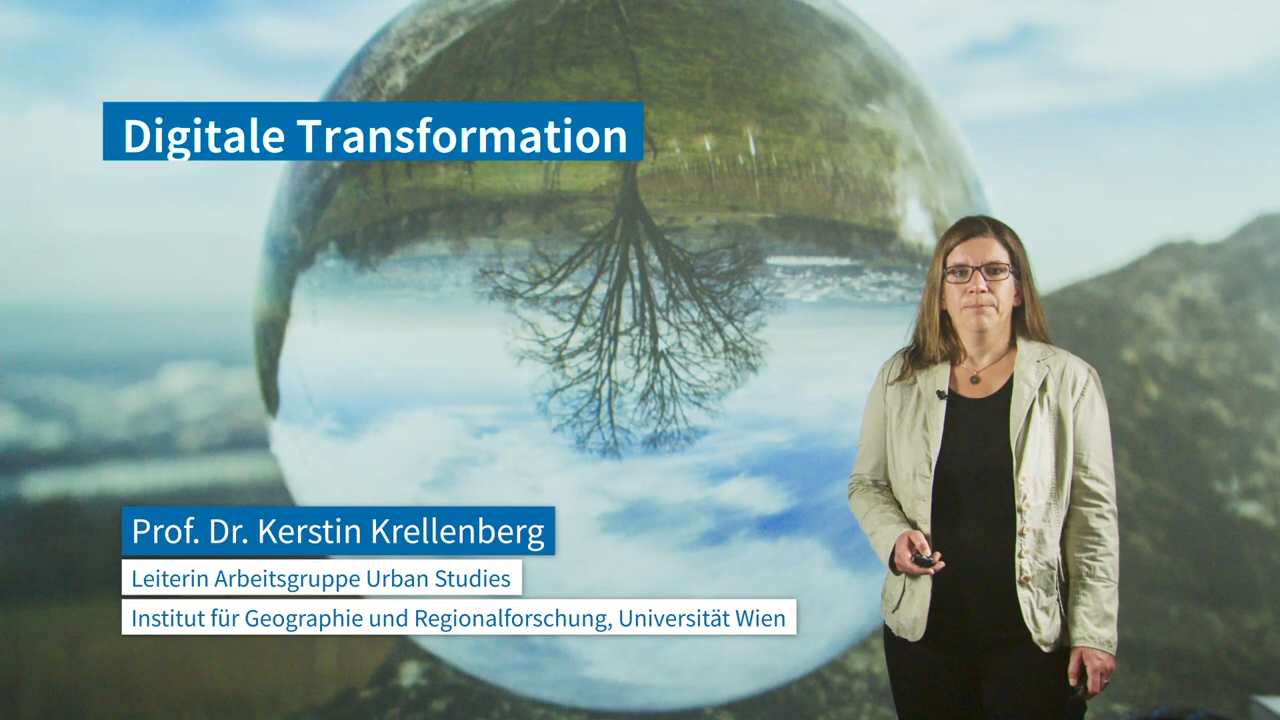 Digitale Transformation
Prof. Dr. Kerstin Krellenberg
Leiterin Arbeitsgruppe Urban Studies
Institut für Geographie und Regionalforschung, Universität Wien